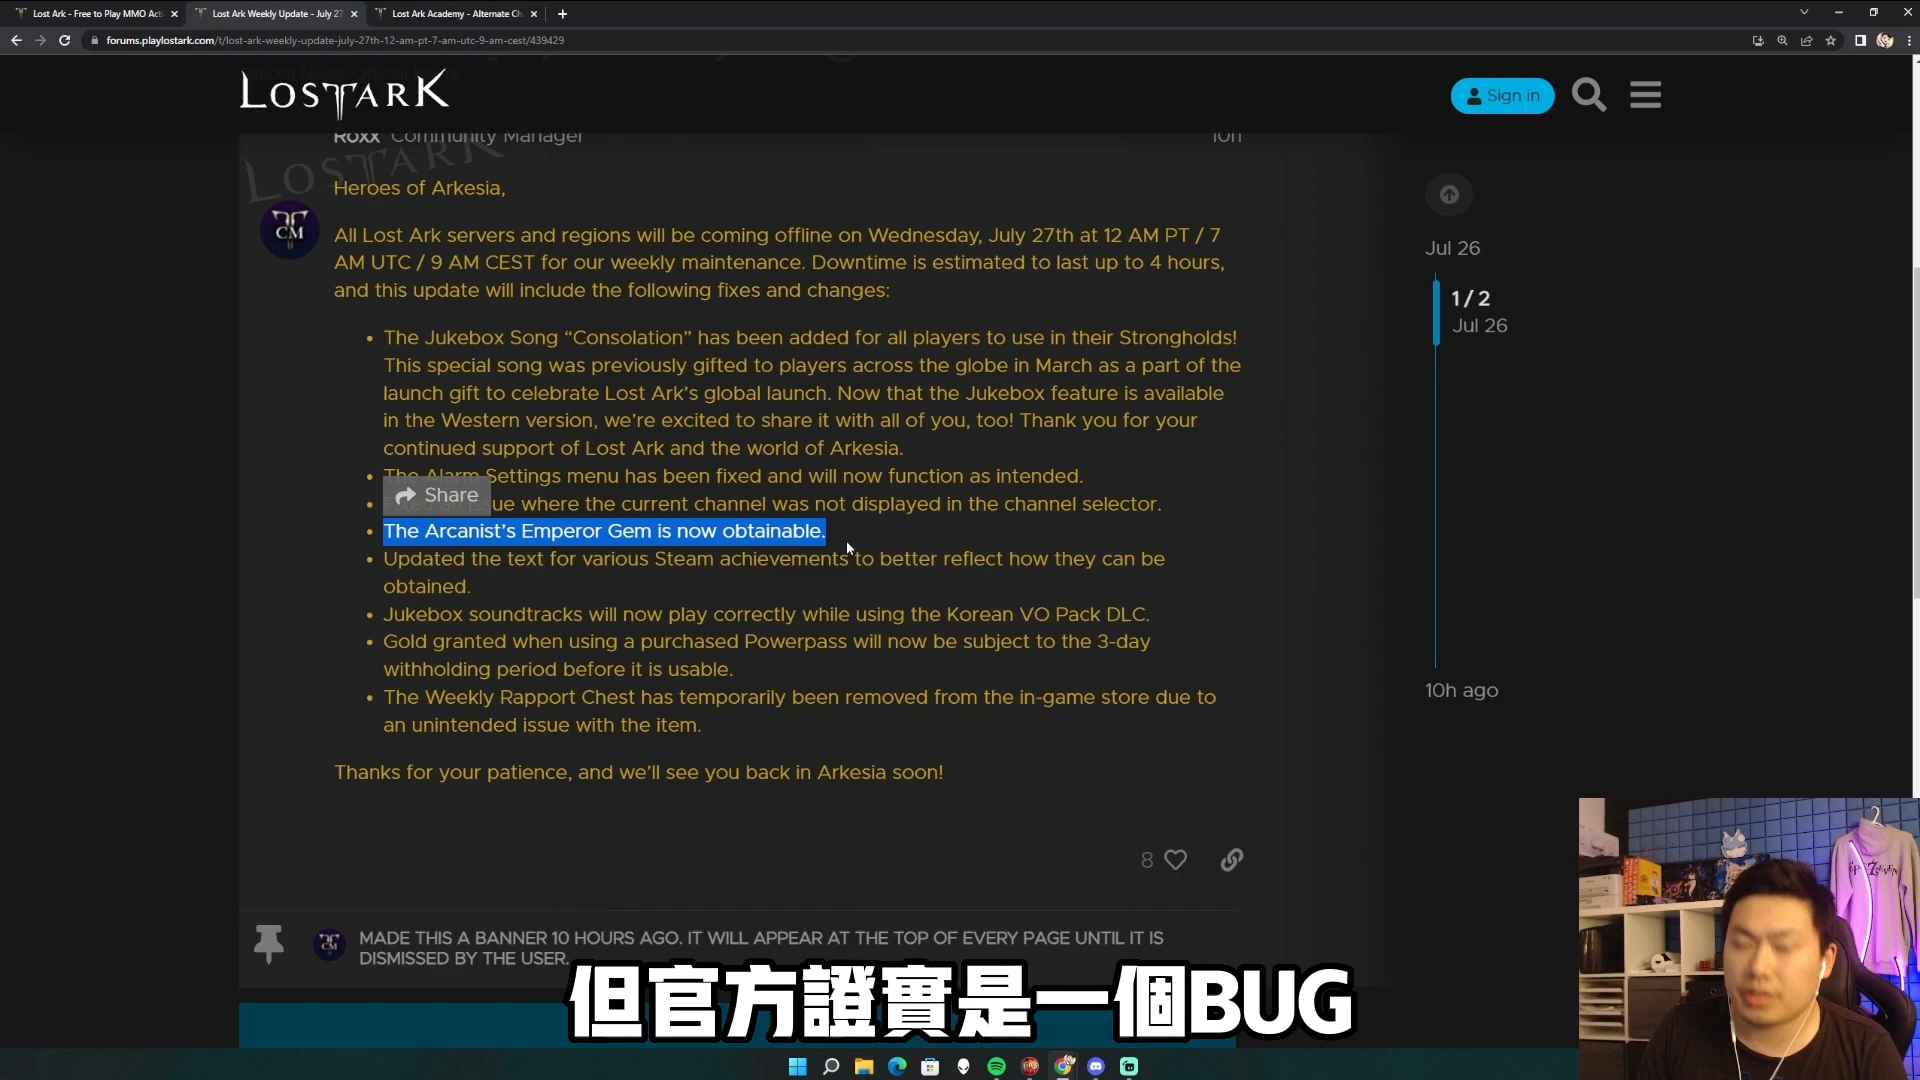 Lost Ark - Free to Play MMO Acti
Lost Ark Weekly Update - July 27
Lost Ark Academy - Alternate Ch
forums.playlostark.com/t/lost-ark-weekly-update-july-27th-12-am-pt-7-am-utc-9-am-cest/439429
LOST ARK
Sign in
Roxx Community Manager
10h
LOST ARK
Heroes of Arkesia,
CM
All Lost Ark servers and regions will be coming offline on Wednesday, July 27th at 12 AM PT / 7
AM UTC / 9 AM CEST for our weekly maintenance. Downtime is estimated to last up to 4 hours,
and this update will include the following fixes and changes:
• The Jukebox Song “Consolation” has been added for all players to use in their Strongholds!
This special song was previously gifted to players across the globe in March as a part of the
launch gift to celebrate Lost Ark’s global launch. Now that the Jukebox feature is available
in the Western version, we’re excited to share it with all of you, too! Thank you for your
continued support of Lost Ark and the world of Arkesia.
• The Alarm Settings menu has been fixed and will now function as intended.
Share
• Fixed an issue where the current channel was not displayed in the channel selector.
• The Arcanist’s Emperor Gem is now obtainable.
• Updated the text for various Steam achievements to better reflect how they can be
obtained.
• Jukebox soundtracks will now play correctly while using the Korean VO Pack DLC.
• Gold granted when using a purchased Powerpass will now be subject to the 3-day
withholding period before it is usable.
• The Weekly Rapport Chest has temporarily been removed from the in-game store due to
an unintended issue with the item.
Thanks for your patience, and we’ll see you back in Arkesia soon!
8
Jul 26
1 / 2
Jul 26
10h ago
CM
MADE THIS A BANNER 10 HOURS AGO. IT WILL APPEAR AT THE TOP OF EVERY PAGE UNTIL IT IS
DISMISSED BY THE USER.
但官方證實是一個BUG